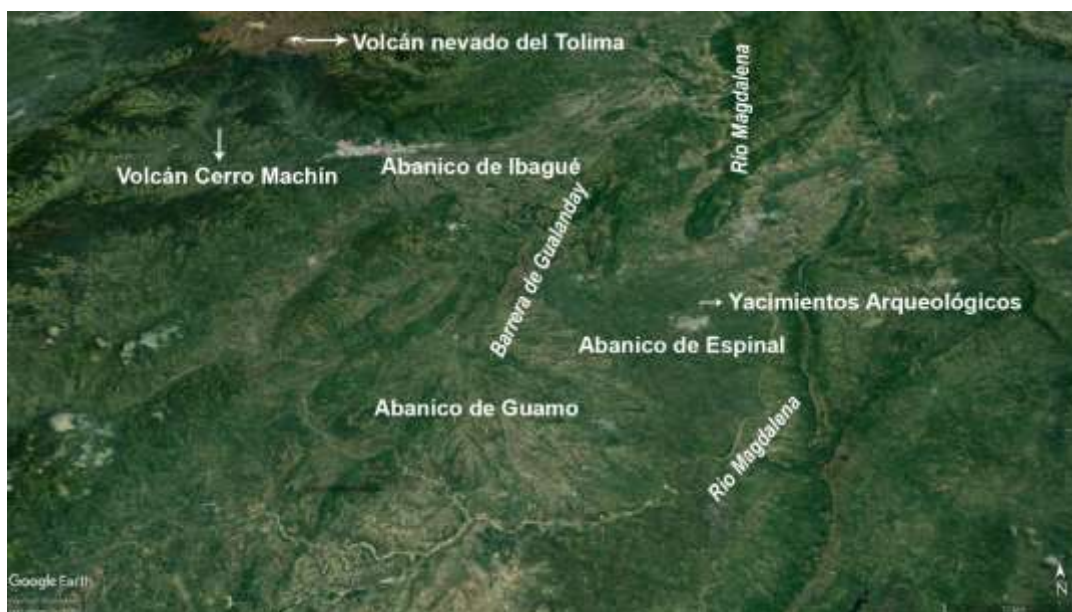 Volcán nevado del Tolima
Río Magdalena
Volcán Cerro Machín
Abanico de Ibagué
Barrera de Gualanday
Yacimientos Arqueológicos
Abanico de Espinal
Abanico de Guamo
Río Magdalena
Google Earth
N